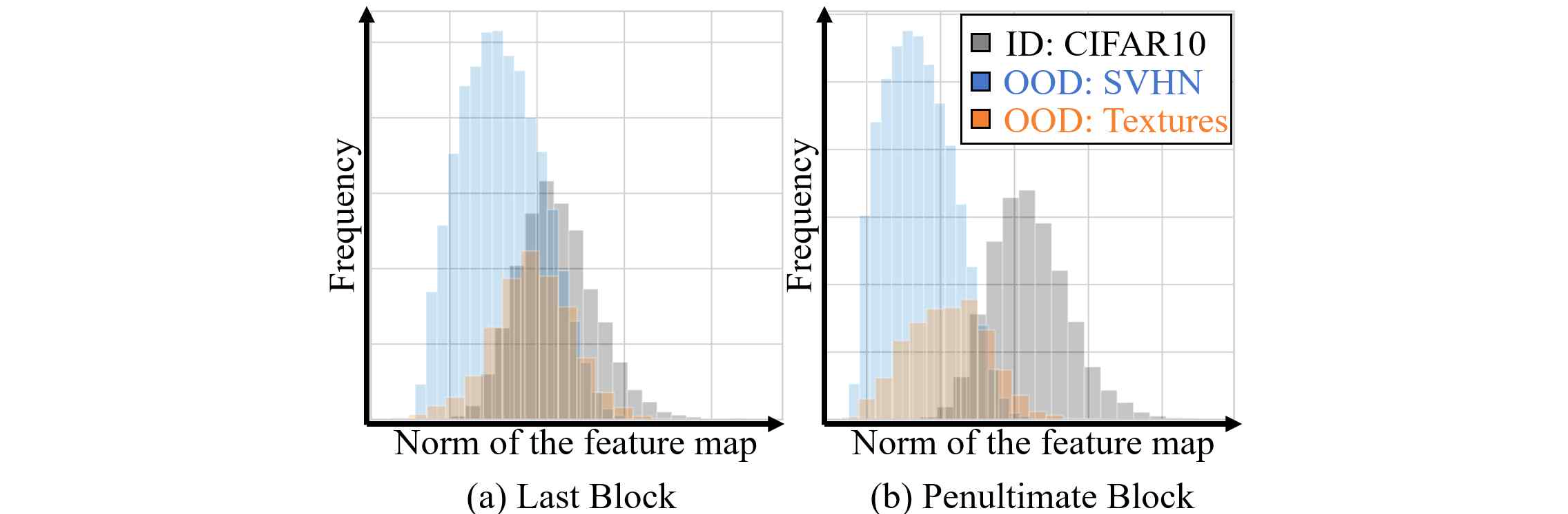 Frequency
Norm of the feature map
(a) Last Block
Frequency
ID: CIFAR10
OOD: SVHN
OOD: Textures
Norm of the feature map
(b) Penultimate Block